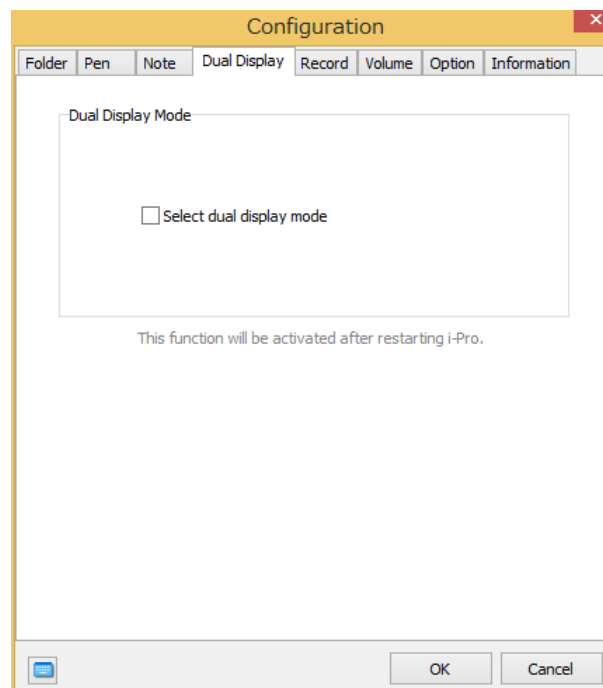 Configuration
Folder Pen Note Dual Display Record Volume Option Information
Dual Display Mode
Select dual display mode
This function will be activated after restarting i-Pro.
OK Cancel